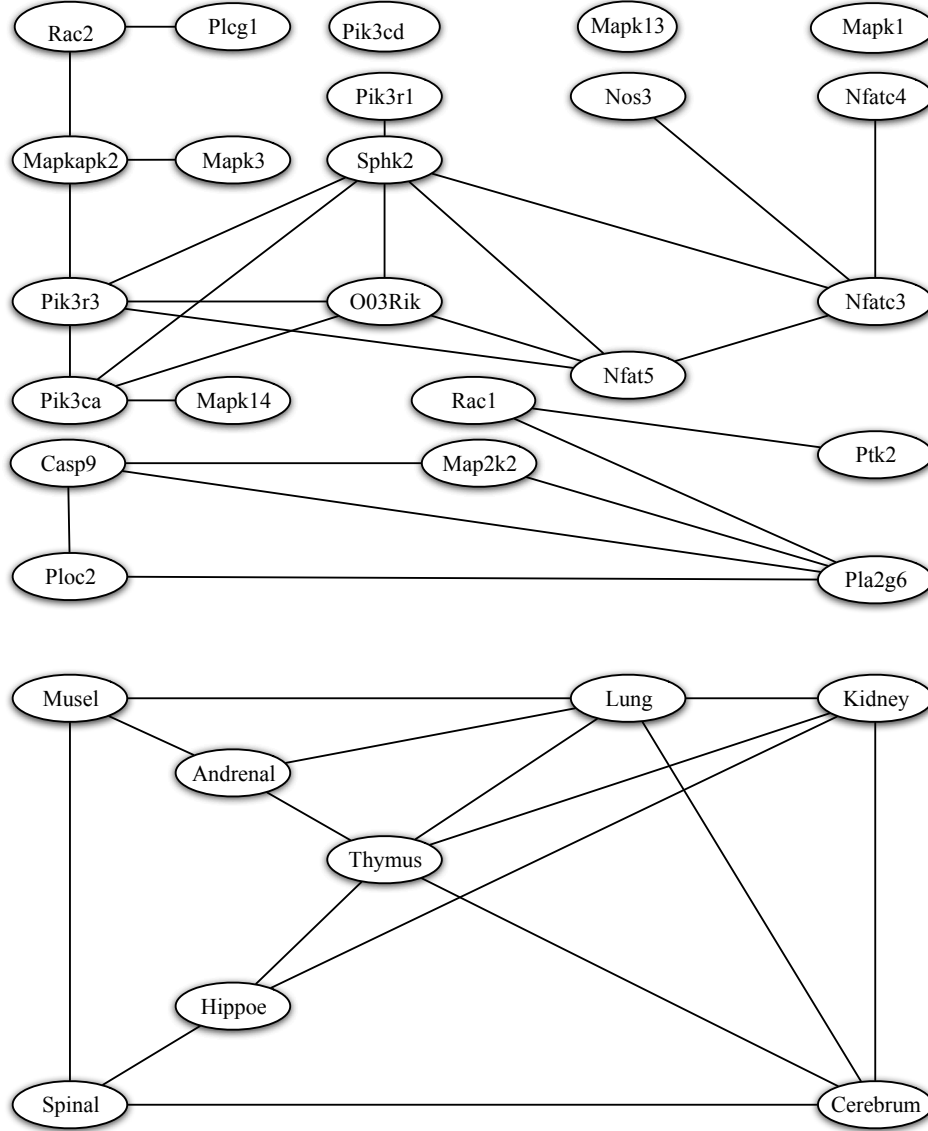 Rac2 Plcg1 Pik3cd Mapk13 Mapk1
Pik3r1 Nos3 Nfatc4
Mapkapk2 Mapk3 Sphk2
Pik3r3 O03Rik Nfatc3
Nfat5
Pik3ca Mapk14 Rac1
Ptk2
Casp9 Map2k2
Ploc2 Pla2g6
Musel Lung Kidney
Andrenal
Thymus
Hippoe
Spinal Cerebrum